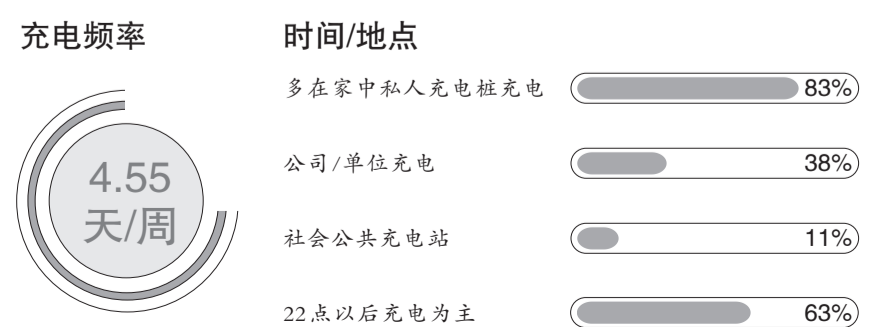 充电频率
4.55
天/周
时间/地点
多在家中私人充电桩充电 83%
公司/单位充电 38%
社会公共充电站 11%
22点以后充电为主 63%